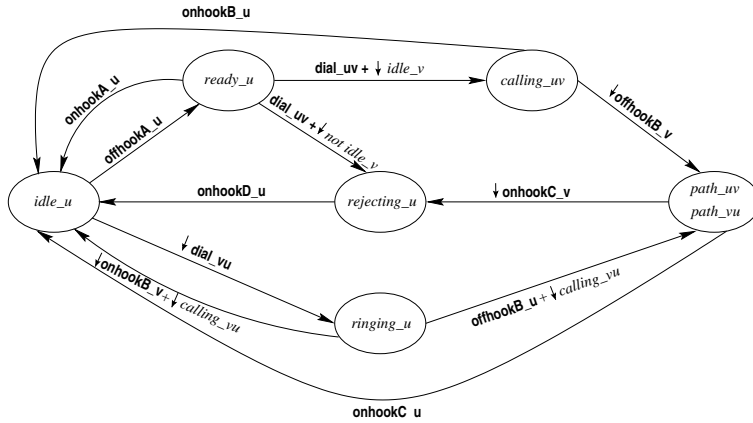 onhookB_u
onhookA_u
ready_u
dial_uv + ↓ idle_v
calling_uv
offhookA_u
dial_uv + ↓ not idle_v
↓ offhookB_v
idle_u
onhookD_u
rejecting_u
↓ onhookC_v
path_uv
path_vu
↓ dial_vu
↓ onhookB_v + ↓ calling_vu
ringing_u
offhookB_u + ↓ calling_vu
onhookC_u